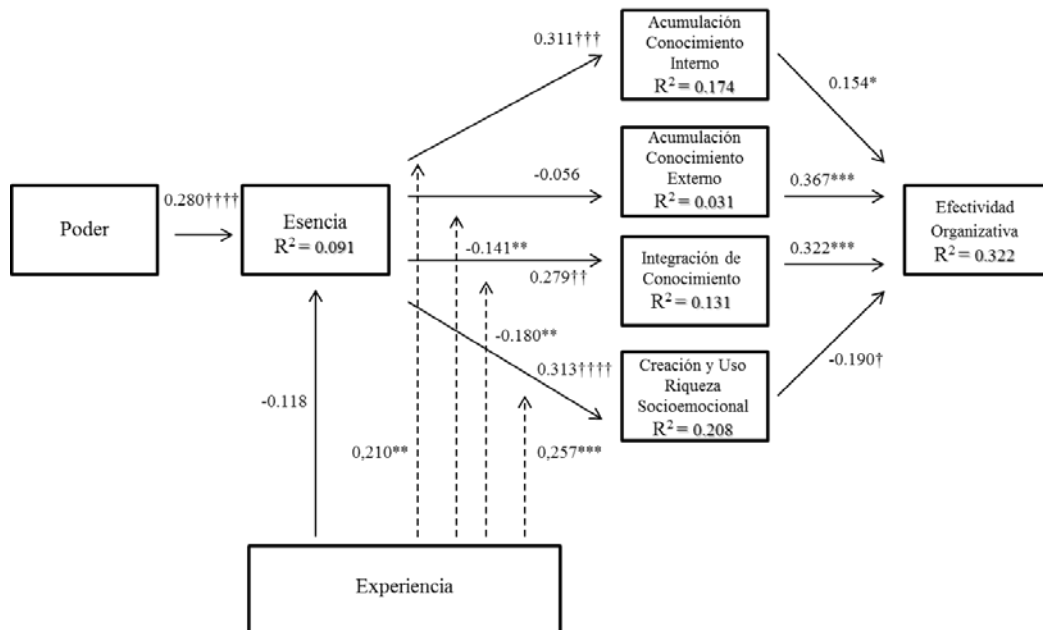 Acumulación
Conocimiento
Interno
R² = 0.174
0.311†††
0.154*
Acumulación
Conocimiento
Externo
R² = 0.031
-0.056
0.367***
Poder
0.280††††
Esencia
R² = 0.091
-0.141**
0.279††
Integración de
Conocimiento
R² = 0.131
0.322***
Efectividad
Organizativa
R² = 0.322
-0.180**
0.313††††
Creación y Uso
Riqueza
Socioemocional
R² = 0.208
-0.190†
-0.118
0,210**
0,257***
Experiencia